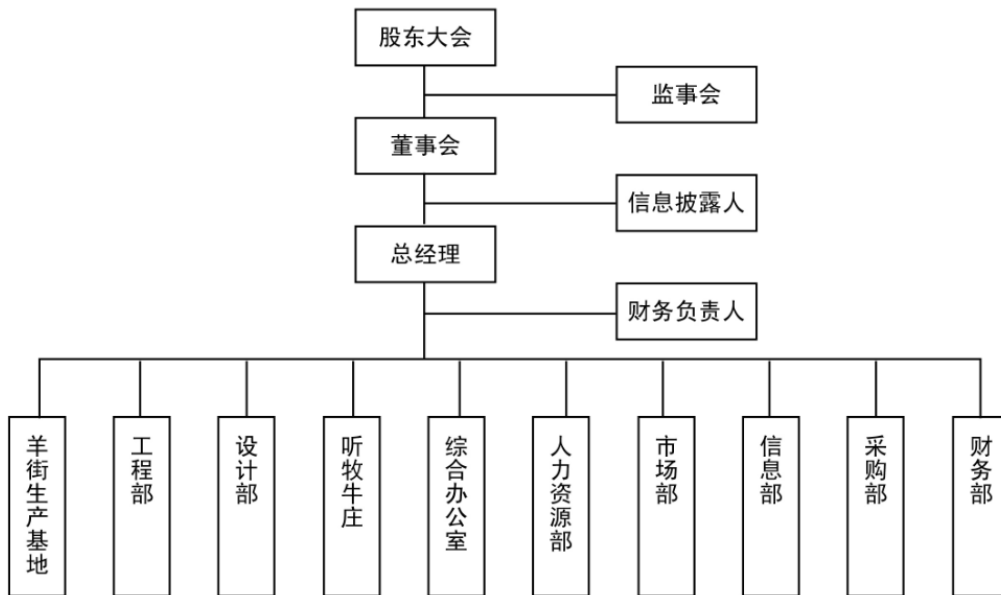 股东大会
监事会
董事会
信息披露人
总经理
财务负责人
羊街生产基地
工程部
设计部
听牧牛庄
综合办公室
人力资源部
市场部
信息部
采购部
财务部